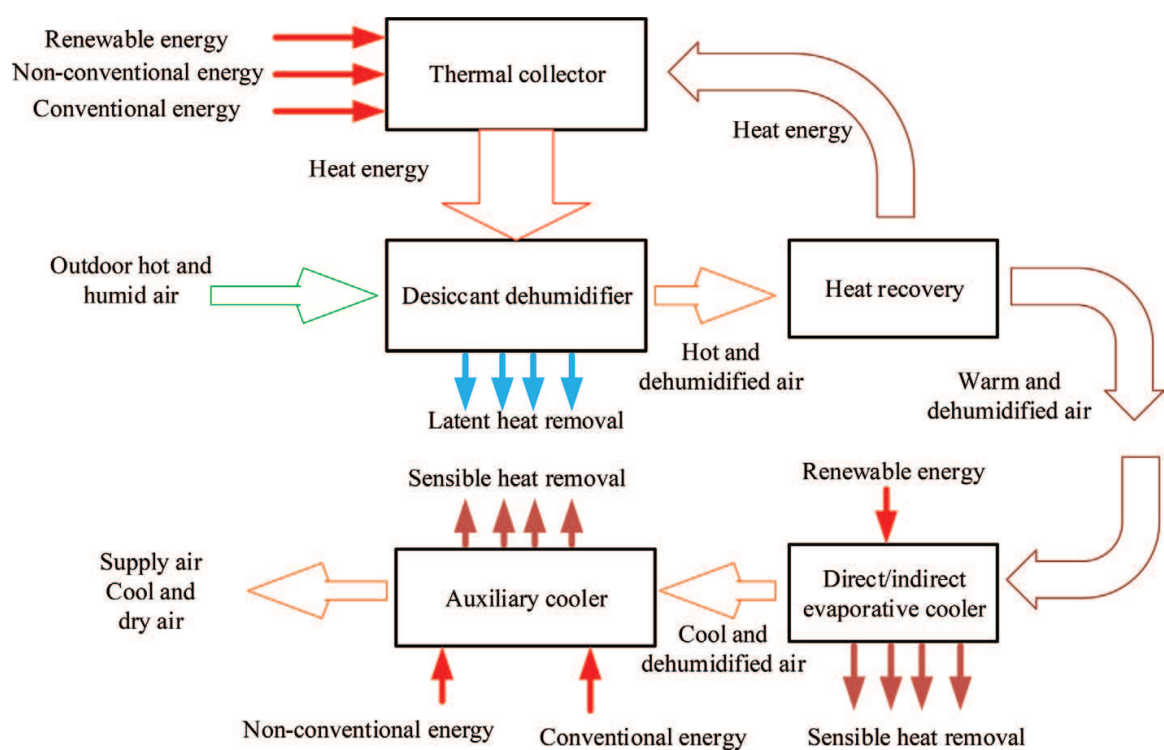 Renewable energy
Non-conventional energy
Conventional energy
Thermal collector
Heat energy
Heat energy
Outdoor hot and
humid air
Desiccant dehumidifier
Heat recovery
Hot and
dehumidified air
Warm and
dehumidified air
Latent heat removal
Sensible heat removal
Renewable energy
Supply air
Cool and
dry air
Auxiliary cooler
Direct/indirect
evaporative cooler
Cool and
dehumidified air
Non-conventional energy
Conventional energy
Sensible heat removal